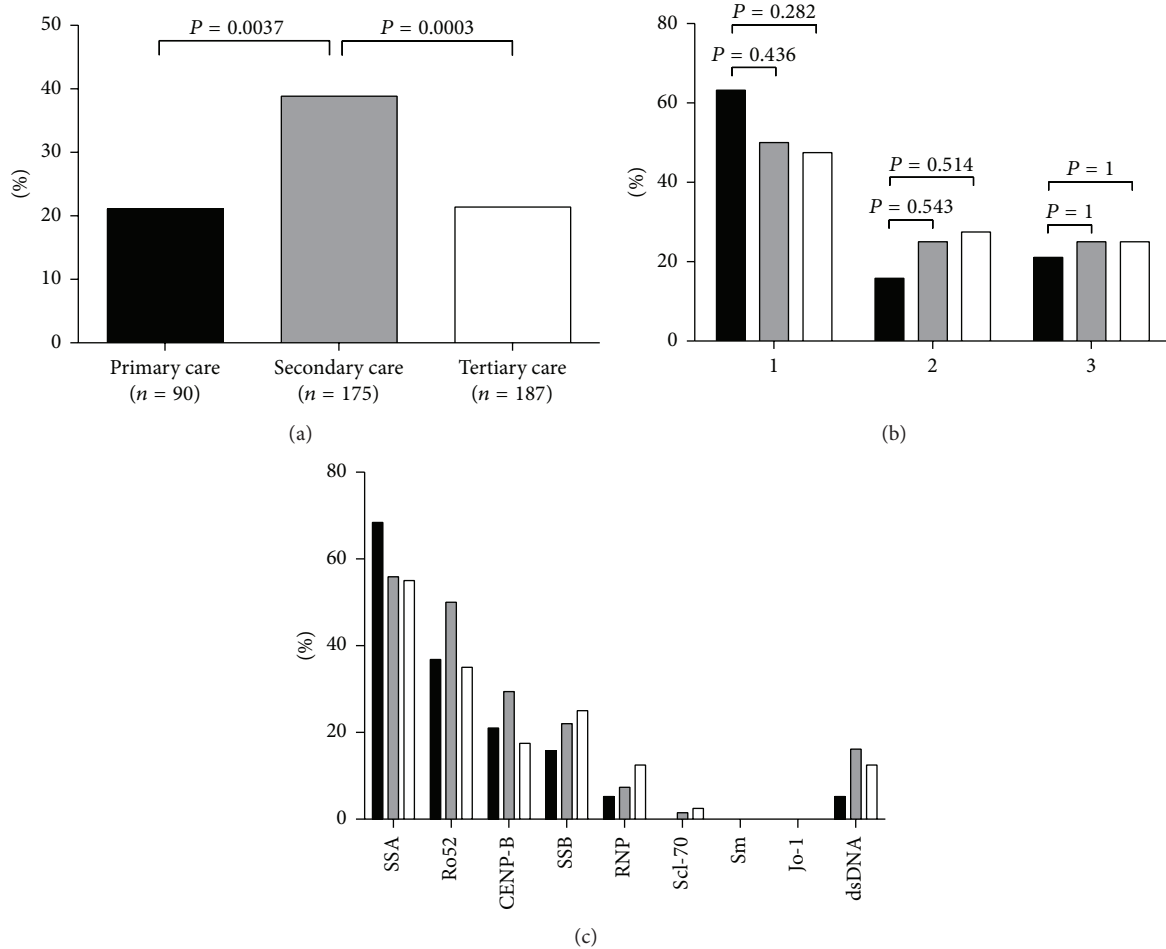 P = 0.0037
P = 0.0003
50
40
30
20
10
0
(%)
Primary care
(n = 90)
Secondary care
(n = 175)
Tertiary care
(n = 187)
(a)
P = 0.282
P = 0.436
P = 0.514
P = 0.543
P = 1
P = 1
80
60
40
20
0
(%)
1
2
3
(b)
80
60
40
20
0
(%)
SSA
Ro52
CENP-B
SSB
RNP
Scl-70
Sm
Jo-1
dsDNA
(c)